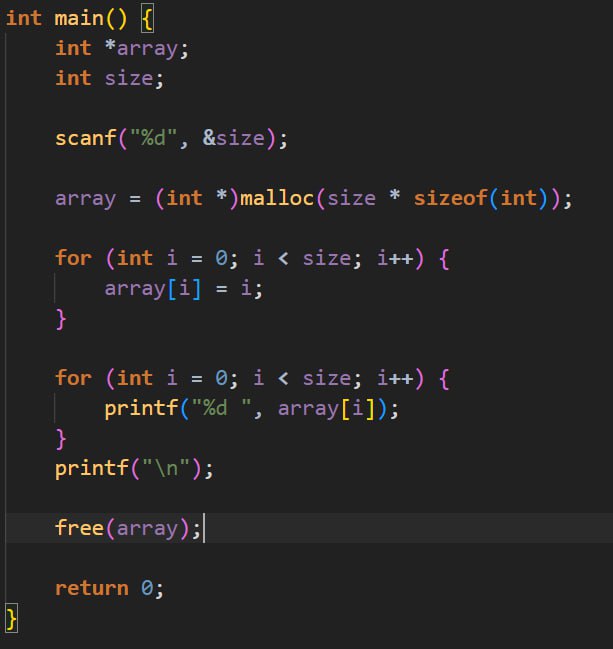 int main() {
    int *array;
    int size;

    scanf("%d", &size);

    array = (int *)malloc(size * sizeof(int));

    for (int i = 0; i < size; i++) {
        array[i] = i;
    }

    for (int i = 0; i < size; i++) {
        printf("%d ", array[i]);
    }
    printf("\n");

    free(array);

    return 0;
}